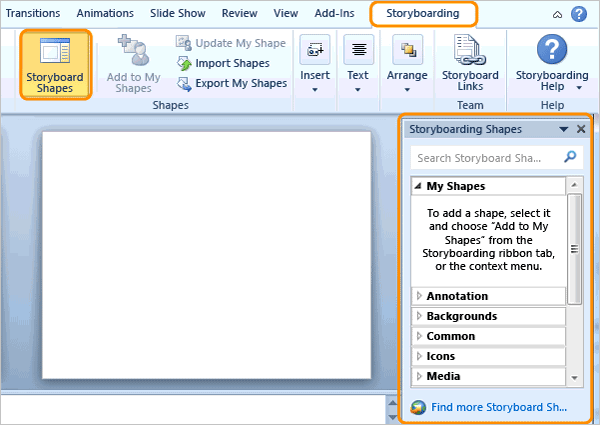 Transitions Animations Slide Show Review View Add-Ins Storyboarding
Storyboard
Shapes
Add to My
Shapes
Update My Shape
Import Shapes
Export My Shapes
Shapes
Insert
Text
Arrange
Storyboard
Links
Team
Storyboarding
Help
Help
Storyboarding Shapes
Search Storyboard Sha...
My Shapes
To add a shape, select it
and choose "Add to My
Shapes" from the
Storyboarding ribbon tab,
or the context menu.
Annotation
Backgrounds
Common
Icons
Media
Find more Storyboard Sh...